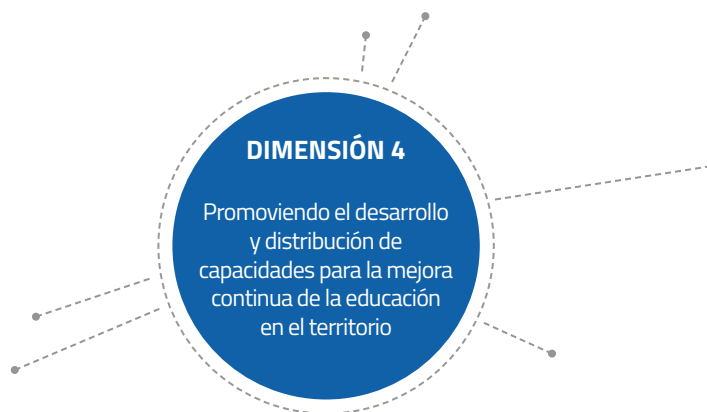 DIMENSIÓN 4
Promoviendo el desarrollo
y distribución de
capacidades para la mejora
continua de la educación
en el territorio